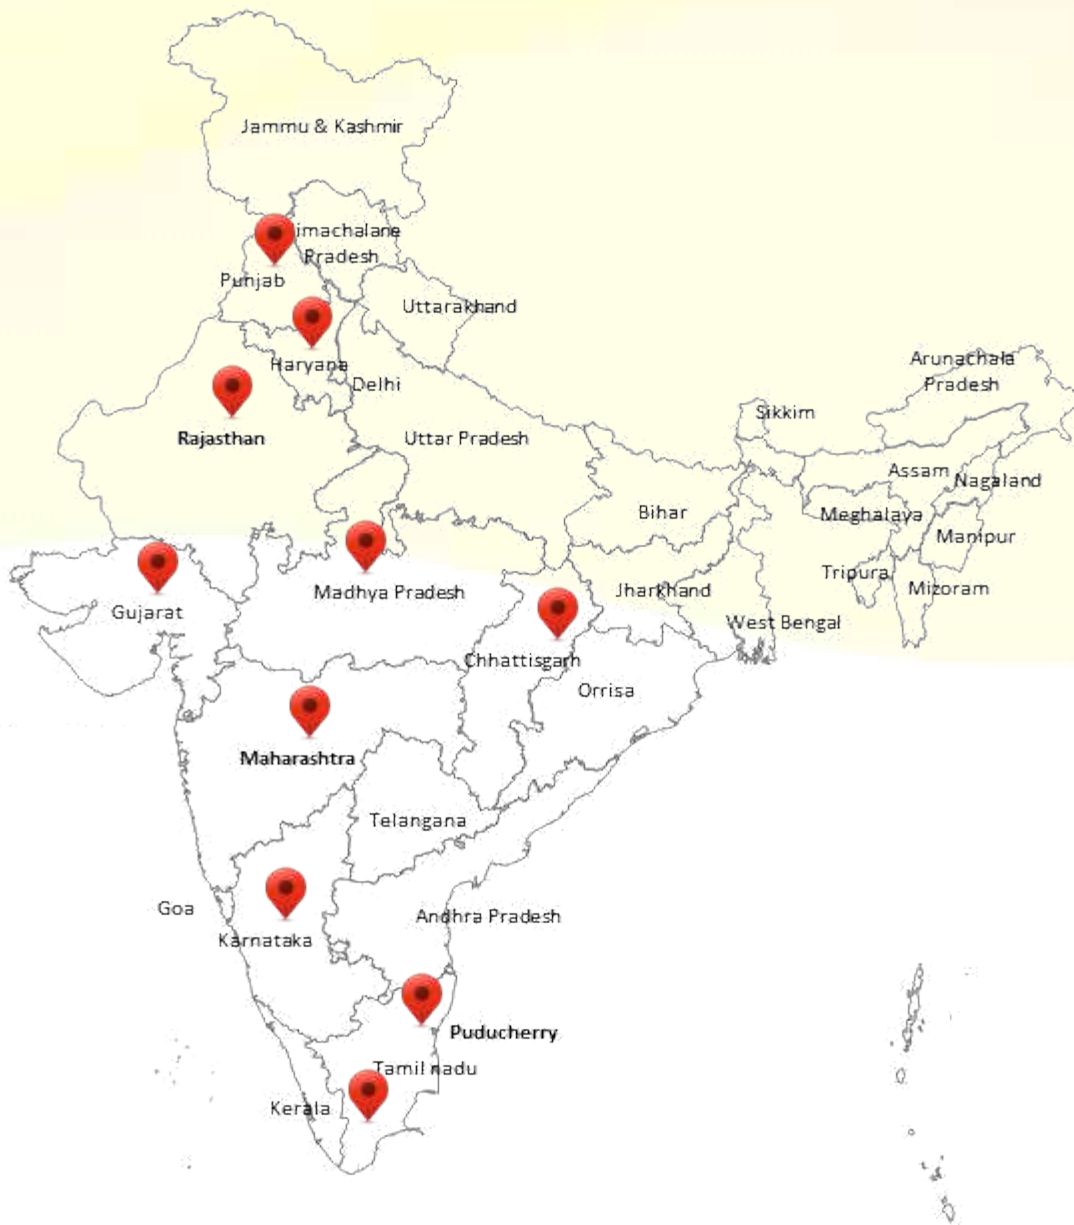 Jammu & Kashmir
imachalane
Pradesh
Punjab
Uttarakhand
Haryana
Delhi
Arunachala
Pradesh
Sikkim
Rajasthan
Uttar Pradesh
Assam
Nagaland
Bihar
Meghalaya
Manipur
Tripura
Mizoram
Madhya Pradesh
Jharkhand
Gujarat
West Bengal
Chhattisgarh
Orrisa
Maharashtra
Telangana
Goa
Andhra Pradesh
Karnataka
Puducherry
Tamil nadu
Kerala